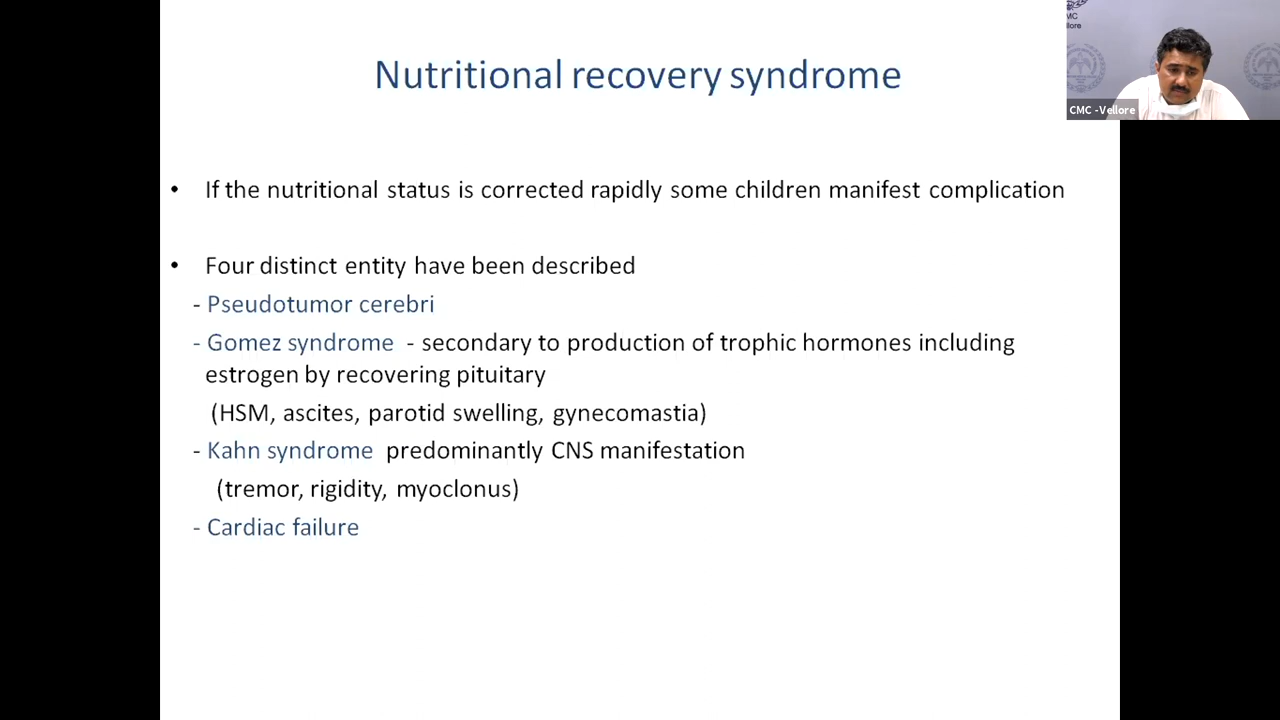 MC
llore
Nutritional recovery syndrome
CMC -Vellore
• If the nutritional status is corrected rapidly some children manifest complication
• Four distinct entity have been described
- Pseudotumor cerebri
- Gomez syndrome - secondary to production of trophic hormones including
estrogen by recovering pituitary
(HSM, ascites, parotid swelling, gynecomastia)
- Kahn syndrome predominantly CNS manifestation
(tremor, rigidity, myoclonus)
- Cardiac failure